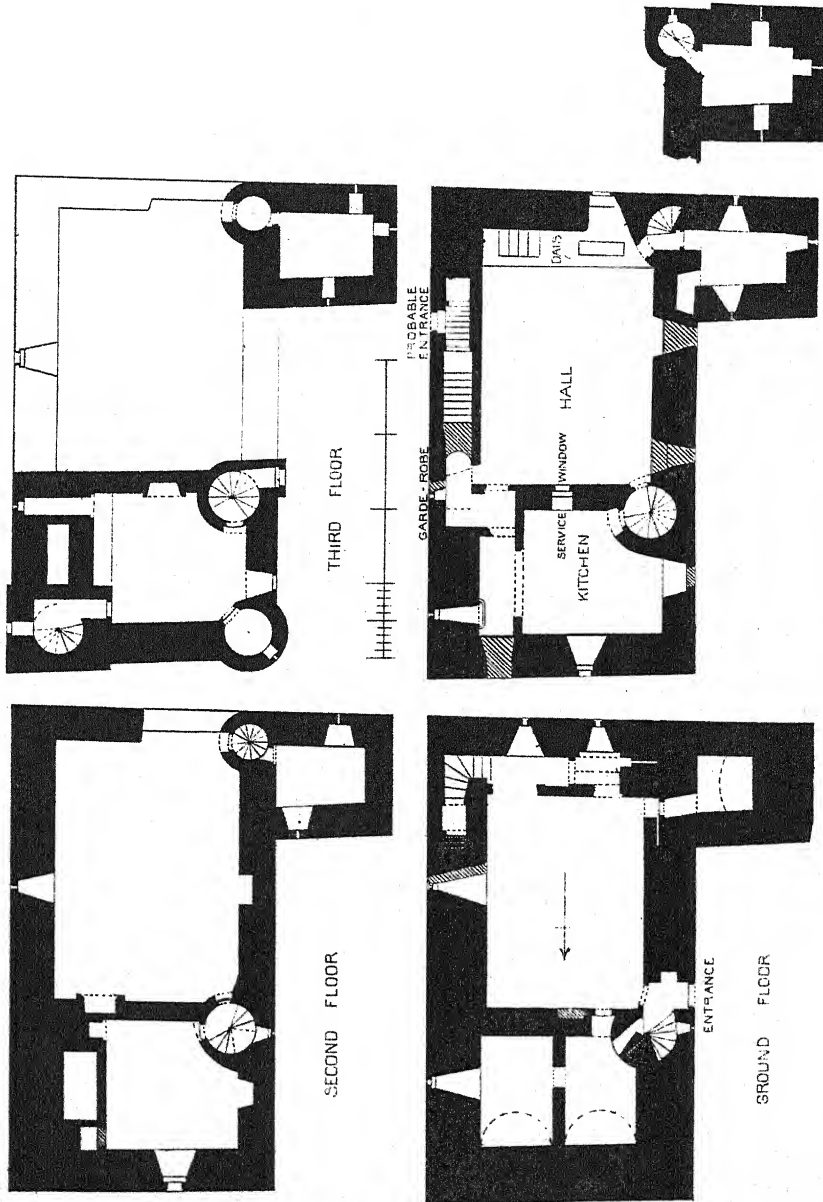 THIRD FLOOR
PROBABLE
ENTRANCE
GARDE-ROBE
DAIS
HALL
SERVICE WINDOW
KITCHEN
SECOND FLOOR
ENTRANCE
GROUND FLOOR